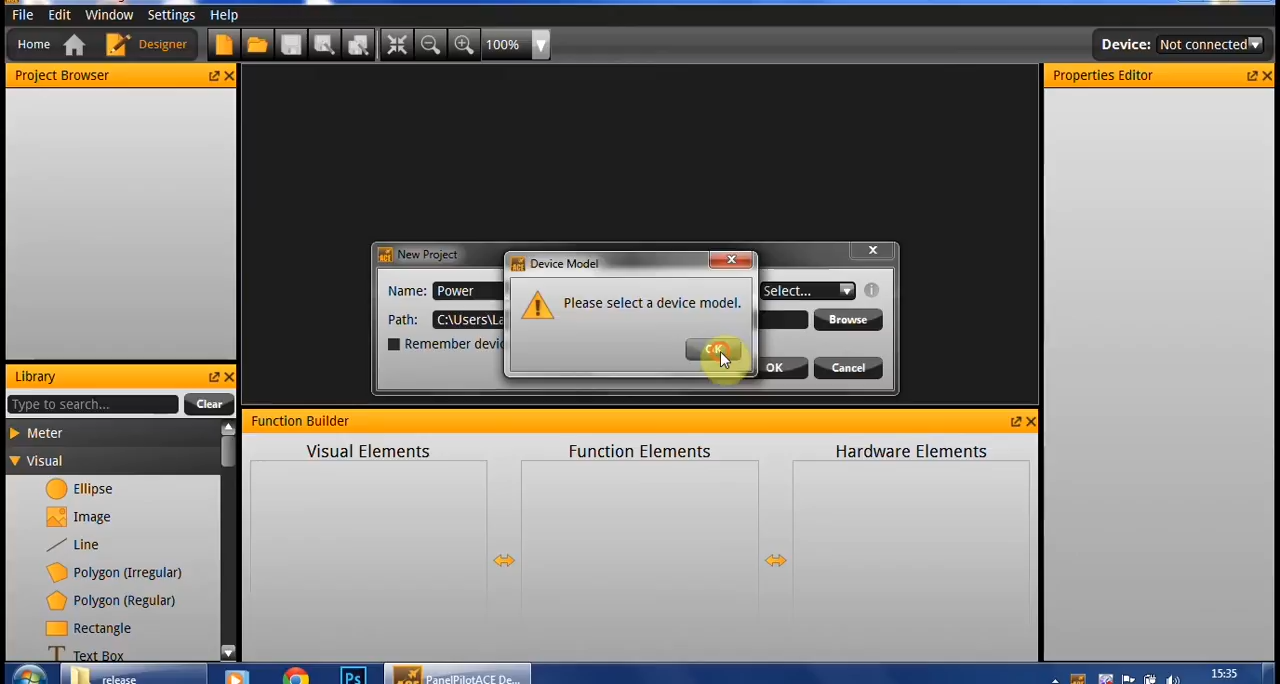 File Edit Window Settings Help
Home Designer 100% Device: Not connected
Project Browser
Properties Editor
New Project
Name: Power Select...
Path: C:\Users\La Browse
Remember devic
OK Cancel
Device Model
Please select a device model.
OK
Library
Type to search... Clear
Meter
Visual
Ellipse
Image
Line
Polygon (Irregular)
Polygon (Regular)
Rectangle
Text Box
Function Builder
Visual Elements Function Elements Hardware Elements
release Ps PanelPilotACE De... 15:35